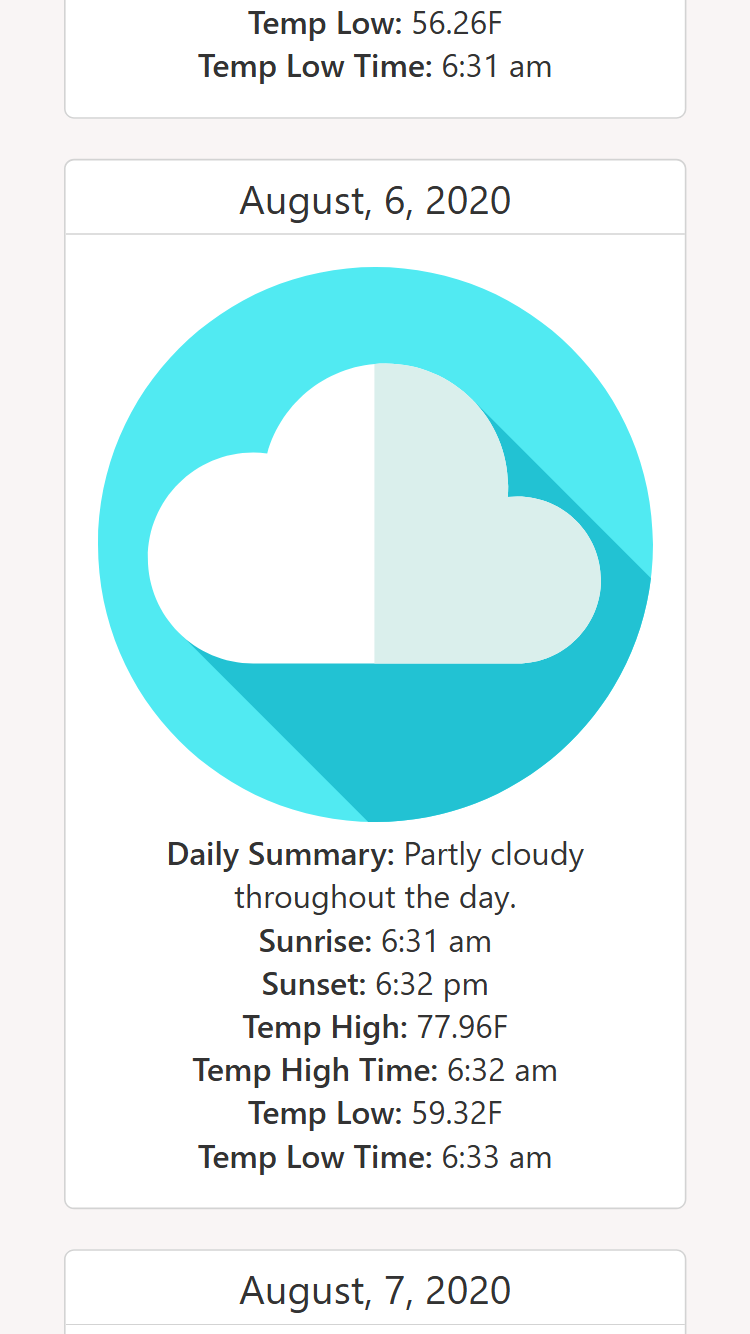 Temp Low: 56.26F
Temp Low Time: 6:31 am
August, 6, 2020
Daily Summary: Partly cloudy
throughout the day.
Sunrise: 6:31 am
Sunset: 6:32 pm
Temp High: 77.96F
Temp High Time: 6:32 am
Temp Low: 59.32F
Temp Low Time: 6:33 am
August, 7, 2020